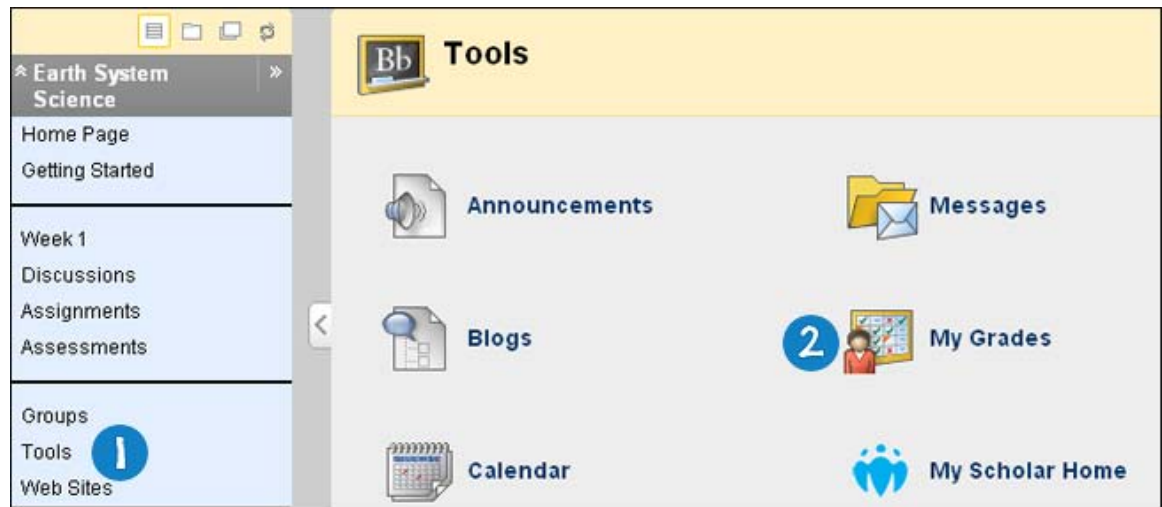 Earth System
Science
Home Page
Getting Started
Week 1
Discussions
Assignments
Assessments
Groups
Tools
1
Web Sites
Bb
Tools
Announcements
Messages
Blogs
2
My Grades
Calendar
My Scholar Home